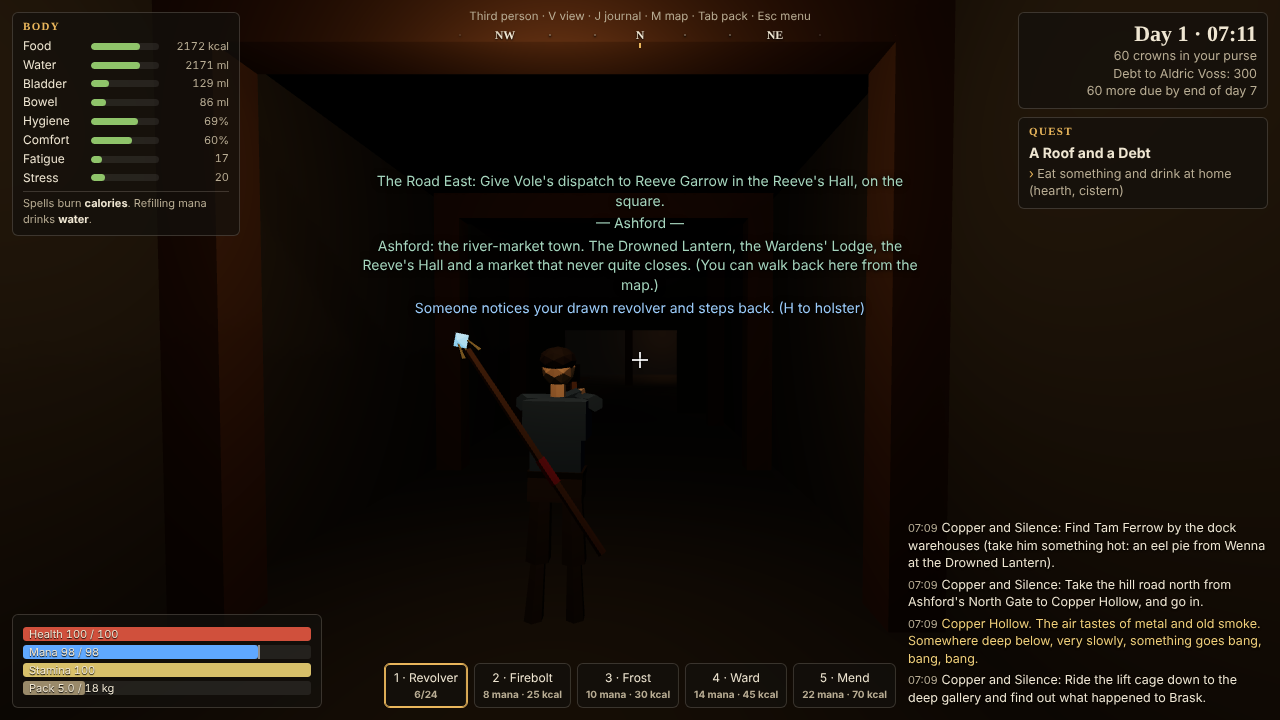 BODY
Food 2172 kcal
Water 2171 ml
Bladder 129 ml
Bowel 86 ml
Hygiene 69%
Comfort 60%
Fatigue 17
Stress 20
Spells burn calories. Refilling mana
drinks water.
Third person · V view · J journal · M map · Tab pack · Esc menu
NW · · · N · · · NE ·
Day 1 · 07:11
60 crowns in your purse
Debt to Aldric Voss: 300
60 more due by end of day 7
QUEST
A Roof and a Debt
› Eat something and drink at home
(hearth, cistern)
The Road East: Give Vole's dispatch to Reeve Garrow in the Reeve's Hall, on the
square.
— Ashford —
Ashford: the river-market town. The Drowned Lantern, the Wardens' Lodge, the
Reeve's Hall and a market that never quite closes. (You can walk back here from the
map.)
Someone notices your drawn revolver and steps back. (H to holster)
07:09 Copper and Silence: Find Tam Ferrow by the dock
warehouses (take him something hot: an eel pie from Wenna
at the Drowned Lantern).
07:09 Copper and Silence: Take the hill road north from
Ashford's North Gate to Copper Hollow, and go in.
07:09 Copper Hollow. The air tastes of metal and old smoke.
Somewhere deep below, very slowly, something goes bang,
bang, bang.
07:09 Copper and Silence: Ride the lift cage down to the
deep gallery and find out what happened to Brask.
Health 100 / 100
Mana 98 / 98
Stamina 100
Pack 5.0 / 18 kg
1 · Revolver
6/24
2 · Firebolt
8 mana · 25 kcal
3 · Frost
10 mana · 30 kcal
4 · Ward
14 mana · 45 kcal
5 · Mend
22 mana · 70 kcal